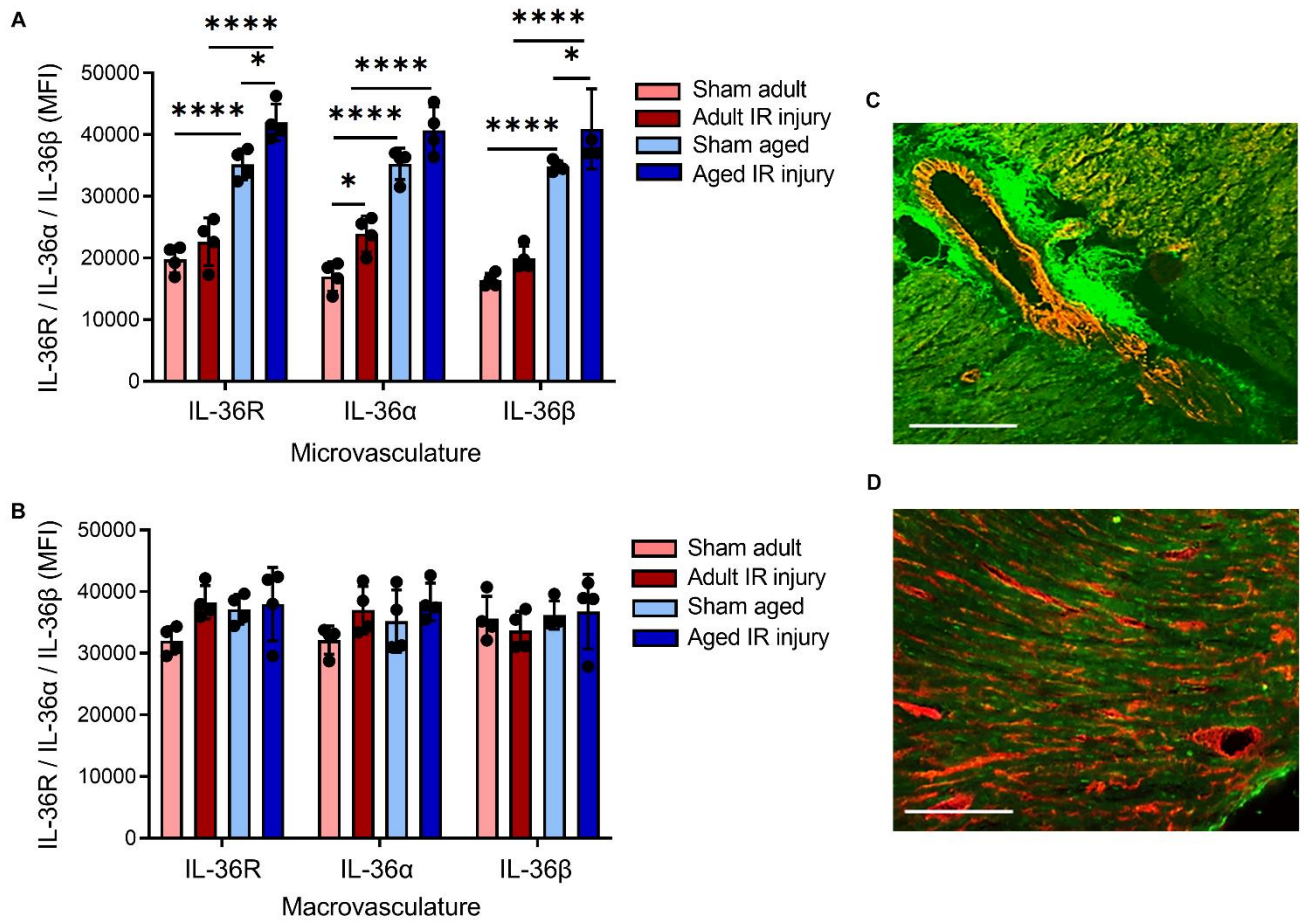 A
**** ****
* **** *
**** **** ****
*
IL-36R / IL-36α / IL-36β (MFI)
50000
40000
30000
20000
10000
0
IL-36R IL-36α IL-36β
Microvasculature
Sham adult
Adult IR injury
Sham aged
Aged IR injury
B
IL-36R / IL-36α / IL-36β (MFI)
50000
40000
30000
20000
10000
0
IL-36R IL-36α IL-36β
Macrovasculature
Sham adult
Adult IR injury
Sham aged
Aged IR injury
C
D